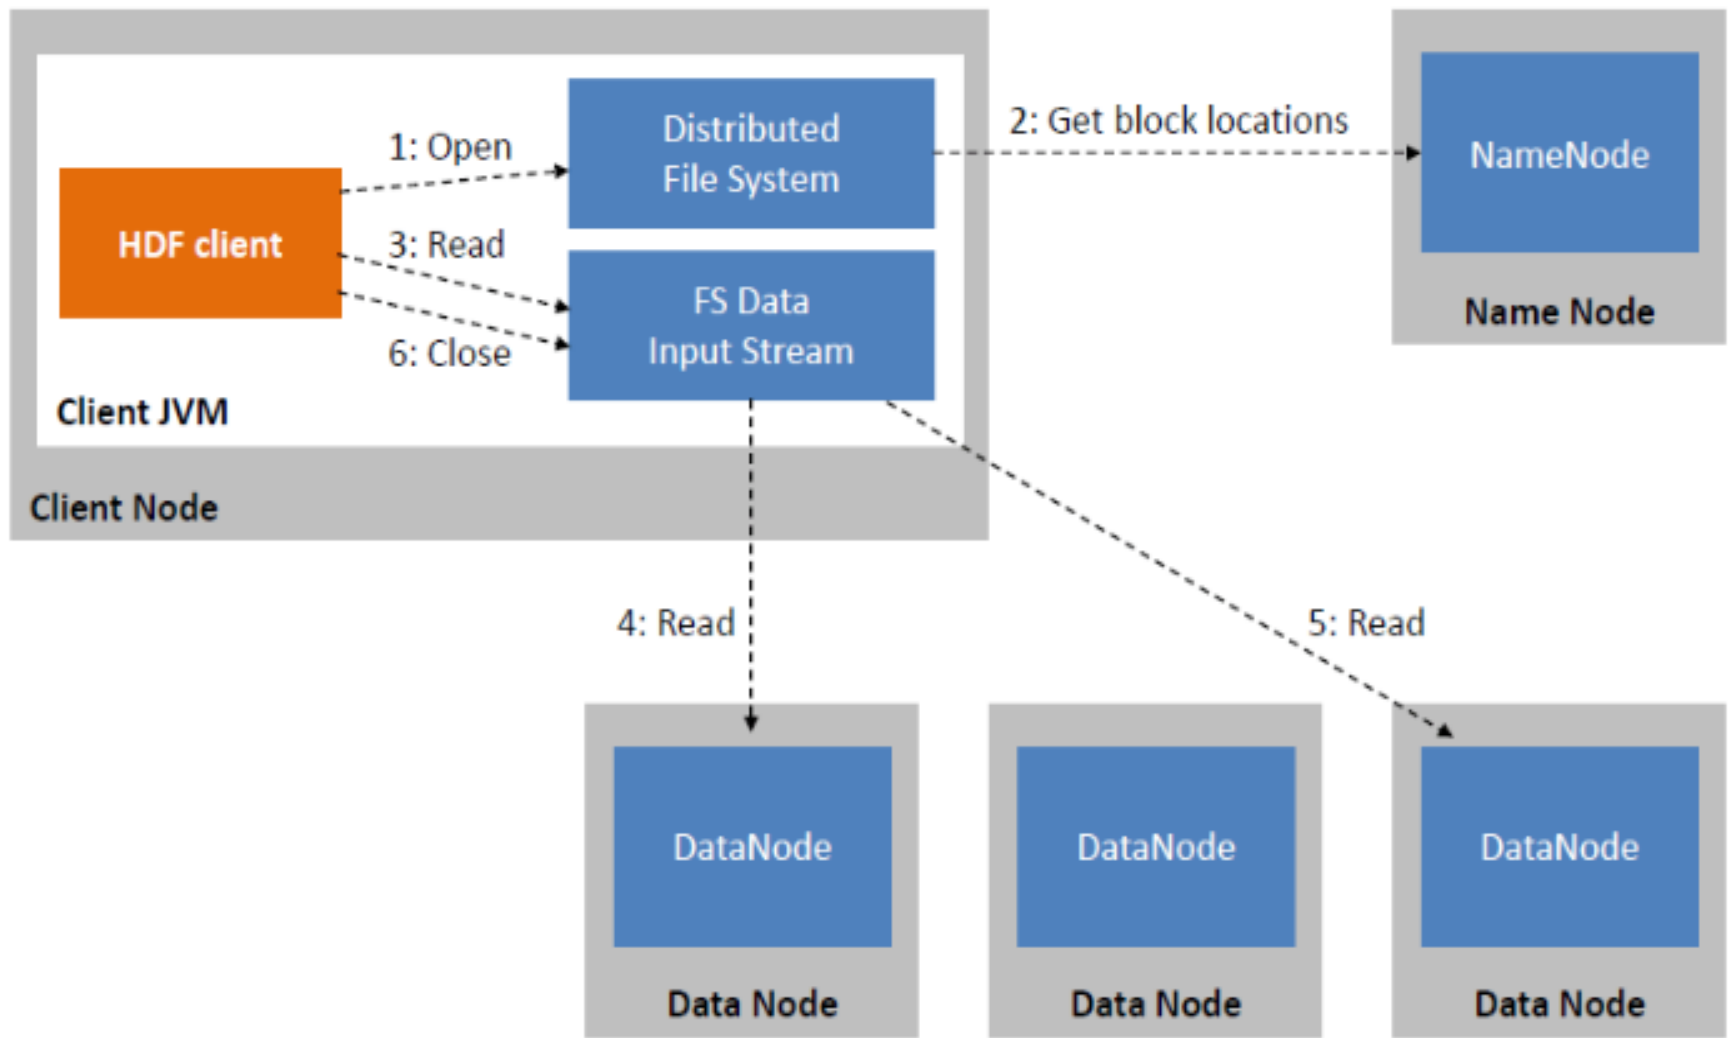 Distributed
File System
2: Get block locations
NameNode
1: Open
HDF client
3: Read
FS Data
Input Stream
6: Close
Name Node
Client JVM
Client Node
4: Read
5: Read
DataNode
DataNode
DataNode
Data Node
Data Node
Data Node